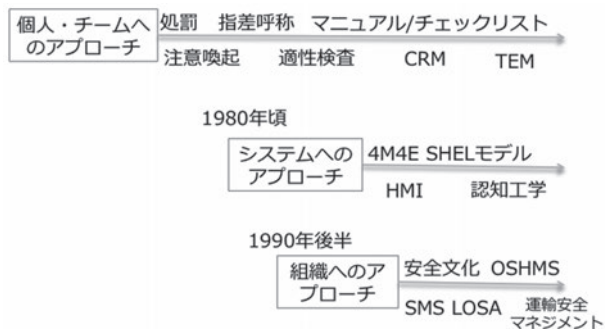 個人・チームへ
のアプローチ
処罰 指差呼称 マニュアル/チェックリスト
注意喚起 適性検査 CRM TEM
1980年頃
システムへの
アプローチ
4M4E SHELモデル
HMI 認知工学
1990年後半
組織へのア
プローチ
安全文化 OSHMS
SMS LOSA 運輸安全
マネジメント